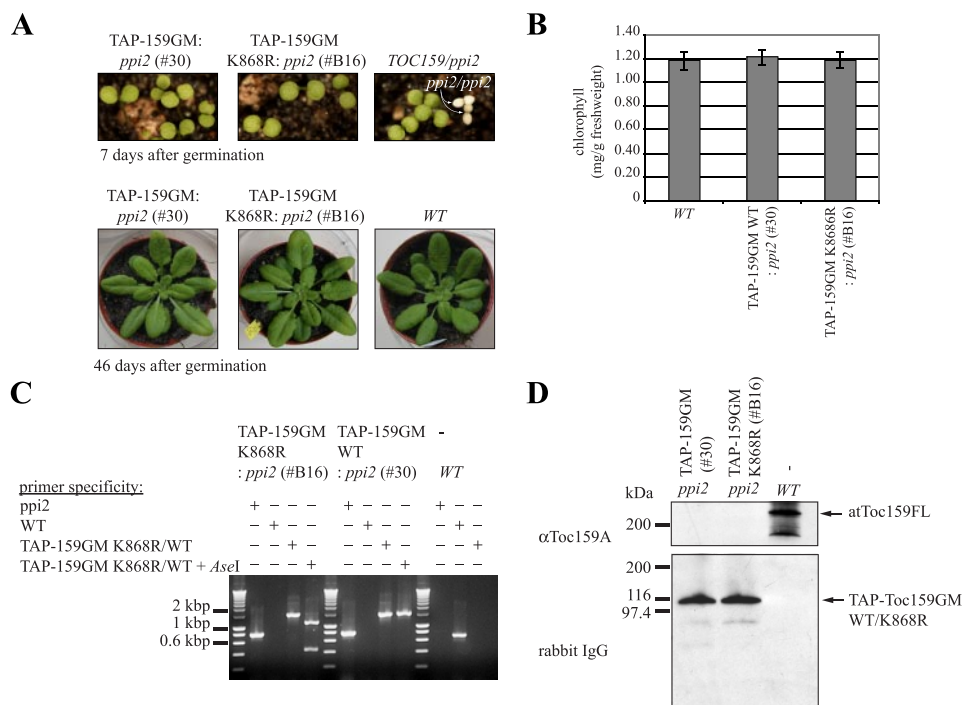 A
TAP-159GM:
ppi2 (#30)
TAP-159GM
K868R: ppi2 (#B16)
TOC159/ppi2
ppi2/ppi2
7 days after germination
TAP-159GM:
ppi2 (#30)
TAP-159GM
K868R: ppi2 (#B16)
WT
46 days after germination
B
chlorophyll
(mg/g freshweight)
1.40
1.20
1.00
0.80
0.60
0.40
0.20
0
WT
TAP-159GM WT
: ppi2 (#30)
TAP-159GM K8686R
: ppi2 (#B16)
C
TAP-159GM
K868R
: ppi2 (#B16)
TAP-159GM
WT
: ppi2 (#30)
-
WT
primer specificity:
ppi2 + − − − + − − − + − −
WT − + − − − + − − − + −
TAP-159GM K868R/WT − − + − − − + − − − +
TAP-159GM K868R/WT + AseI − − − + − − − + − − −
2 kbp
1 kbp
0.6 kbp
D
TAP-159GM
(#30)
ppi2
TAP-159GM
K868R (#B16)
ppi2
-
WT
kDa
200
αToc159A
atToc159FL
200
116
97.4
TAP-Toc159GM
WT/K868R
rabbit IgG